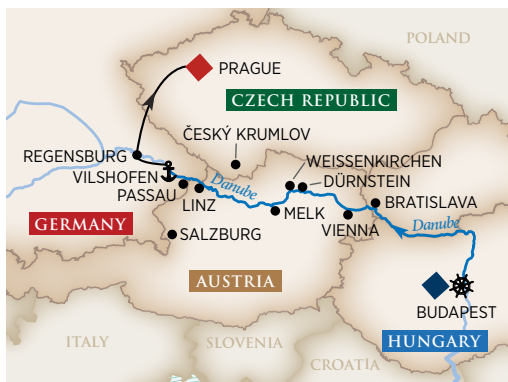 POLAND
PRAGUE
CZECH REPUBLIC
ČESKÝ KRUMLOV
REGENSBURG
WEISSENKIRCHEN
VILSHOFEN
DÜRNSTEIN
PASSAU
Danube
LINZ
BRATISLAVA
MELK
GERMANY
VIENNA
Danube
SALZBURG
AUSTRIA
BUDAPEST
ITALY
SLOVENIA
HUNGARY
CROATIA